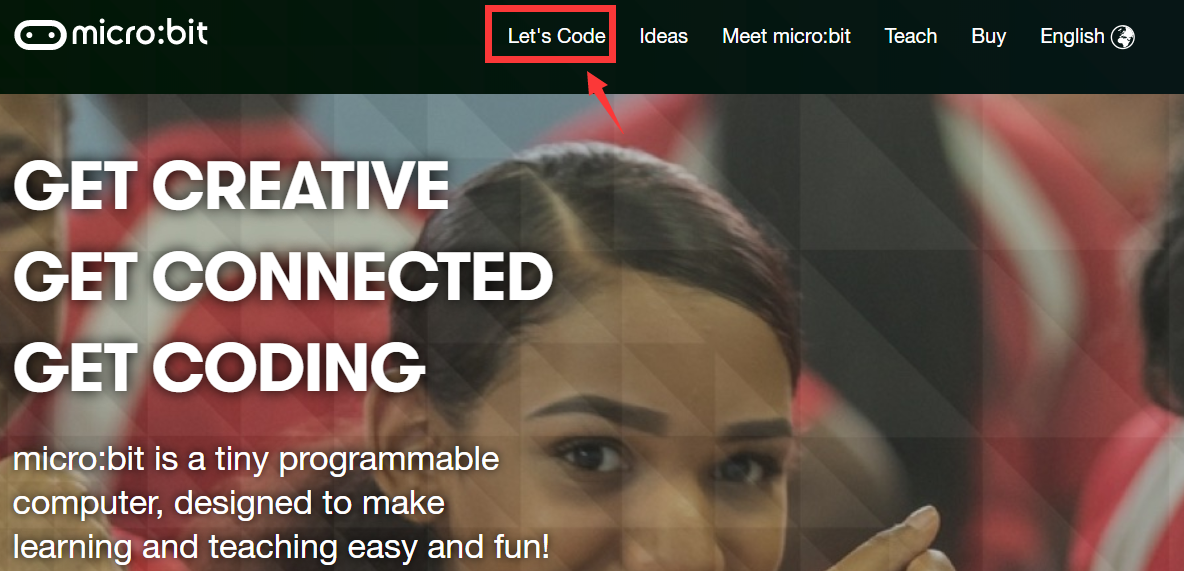 micro:bit
Let's Code Ideas Meet micro:bit Teach Buy English
GET CREATIVE
GET CONNECTED
GET CODING
micro:bit is a tiny programmable
computer, designed to make
learning and teaching easy and fun!